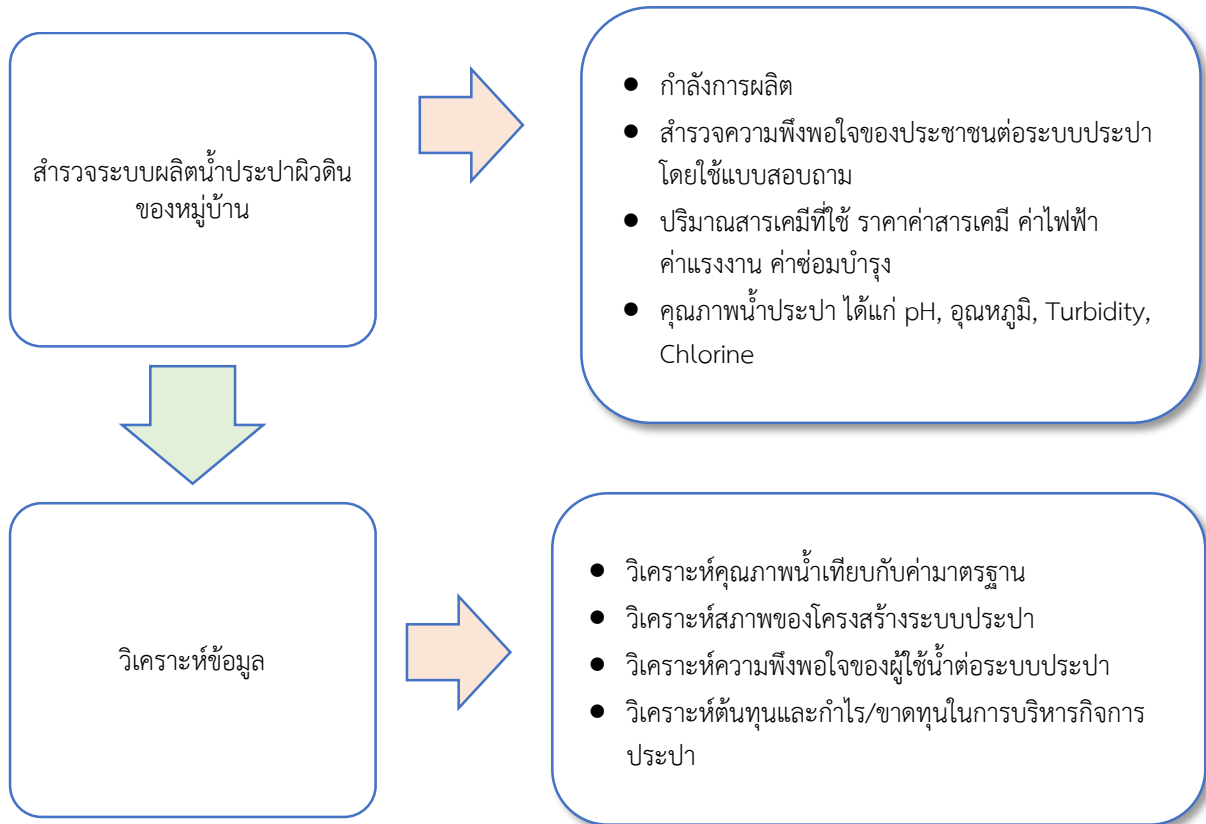 สำรวจระบบผลิตน้ำประปาผิวดิน
ของหมู่บ้าน
● กำลังการผลิต
● สำรวจความพึงพอใจของประชาชนต่อระบบประปา
โดยใช้แบบสอบถาม
● ปริมาณสารเคมีที่ใช้ ราคาค่าสารเคมี ค่าไฟฟ้า
ค่าแรงงาน ค่าซ่อมบำรุง
● คุณภาพน้ำประปา ได้แก่ pH, อุณหภูมิ, Turbidity,
Chlorine
วิเคราะห์ข้อมูล
● วิเคราะห์คุณภาพน้ำเทียบกับค่ามาตรฐาน
● วิเคราะห์สภาพของโครงสร้างระบบประปา
● วิเคราะห์ความพึงพอใจของผู้ใช้น้ำต่อระบบประปา
● วิเคราะห์ต้นทุนและกำไร/ขาดทุนในการบริหารกิจการ
ประปา